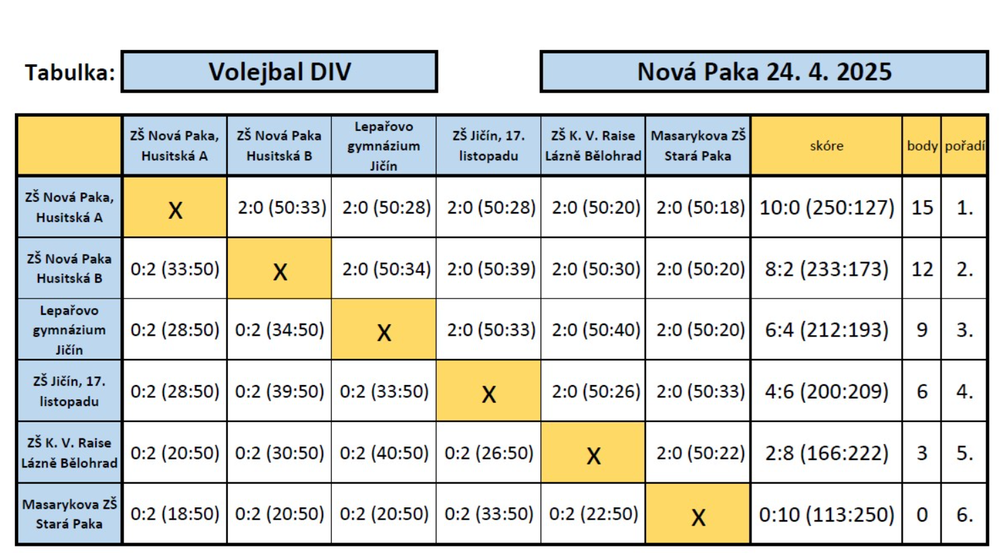 Tabulka: Volejbal DIV Nová Paka 24. 4. 2025
ZŠ Nová Paka, Husitská A ZŠ Nová Paka Husitská B Lepařovo gymnázium Jičín ZŠ Jičín, 17. listopadu ZŠ K. V. Raise Lázně Bělohrad Masarykova ZŠ Stará Paka skóre body pořadí
ZŠ Nová Paka, Husitská A X 2:0 (50:33) 2:0 (50:28) 2:0 (50:28) 2:0 (50:20) 2:0 (50:18) 10:0 (250:127) 15 1.
ZŠ Nová Paka Husitská B 0:2 (33:50) X 2:0 (50:34) 2:0 (50:39) 2:0 (50:30) 2:0 (50:20) 8:2 (233:173) 12 2.
Lepařovo gymnázium Jičín 0:2 (28:50) 0:2 (34:50) X 2:0 (50:33) 2:0 (50:40) 2:0 (50:20) 6:4 (212:193) 9 3.
ZŠ Jičín, 17. listopadu 0:2 (28:50) 0:2 (39:50) 0:2 (33:50) X 2:0 (50:26) 2:0 (50:33) 4:6 (200:209) 6 4.
ZŠ K. V. Raise Lázně Bělohrad 0:2 (20:50) 0:2 (30:50) 0:2 (40:50) 0:2 (26:50) X 2:0 (50:22) 2:8 (166:222) 3 5.
Masarykova ZŠ Stará Paka 0:2 (18:50) 0:2 (20:50) 0:2 (20:50) 0:2 (33:50) 0:2 (22:50) X 0:10 (113:250) 0 6.